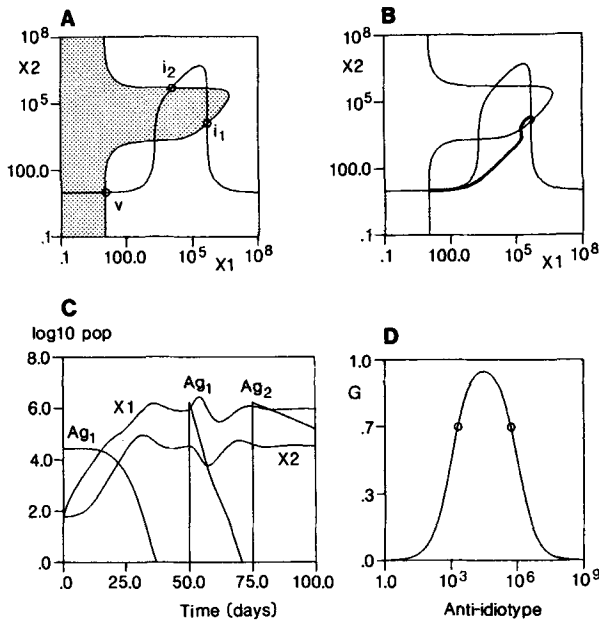 A
10^8
X2
10^5
100.0
.1
i2
i1
v
.1
100.0
10^5
X1
10^8
B
10^8
X2
10^5
100.0
.1
.1
100.0
10^5
X1
10^8
C
log10 pop
8.0
6.0
4.0
2.0
.0
Ag1
X1
Ag1
Ag2
X2
.0
25.0
50.0
75.0
100.0
Time (days)
D
1.0
G
.7
.3
.0
1.0
10^3
10^6
10^9
Anti-idiotype